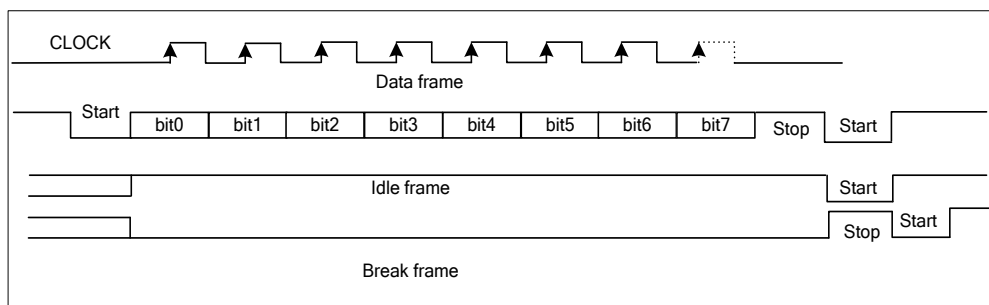 CLOCK
Data frame
Start bit0 bit1 bit2 bit3 bit4 bit5 bit6 bit7 Stop Start
Idle frame Start
Stop Start
Break frame